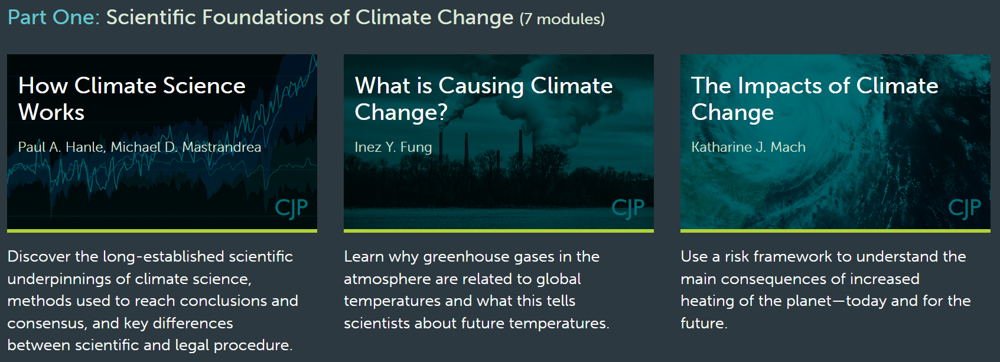 Part One: Scientific Foundations of Climate Change (7 modules)
How Climate Science
Works
Paul A. Hanle, Michael D. Mastrandrea
CJP
Discover the long-established scientific
underpinnings of climate science,
methods used to reach conclusions and
consensus, and key differences
between scientific and legal procedure.
What is Causing Climate
Change?
Inez Y. Fung
CJP
Learn why greenhouse gases in the
atmosphere are related to global
temperatures and what this tells
scientists about future temperatures.
The Impacts of Climate
Change
Katharine J. Mach
CJP
Use a risk framework to understand the
main consequences of increased
heating of the planet—today and for the
future.